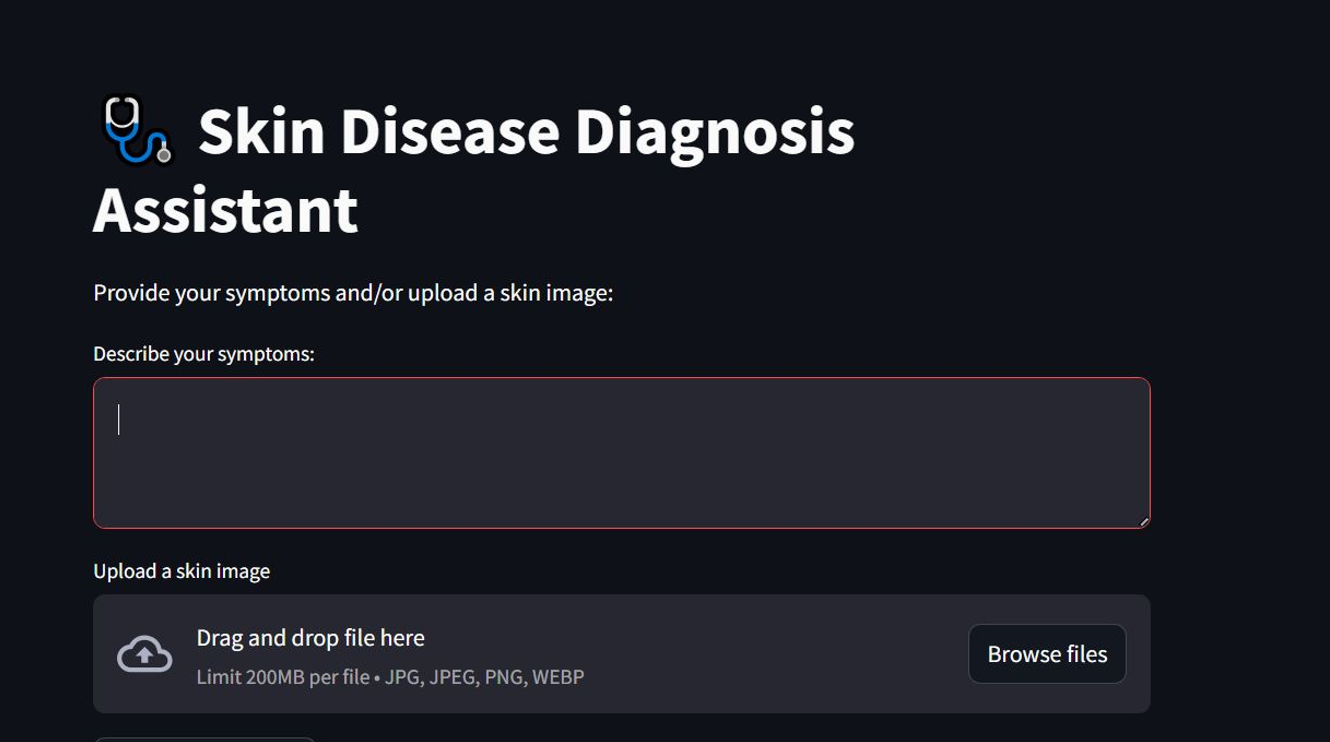 🩺 Skin Disease Diagnosis
Assistant
Provide your symptoms and/or upload a skin image:
Describe your symptoms:
Upload a skin image
Drag and drop file here
Limit 200MB per file • JPG, JPEG, PNG, WEBP
Browse files